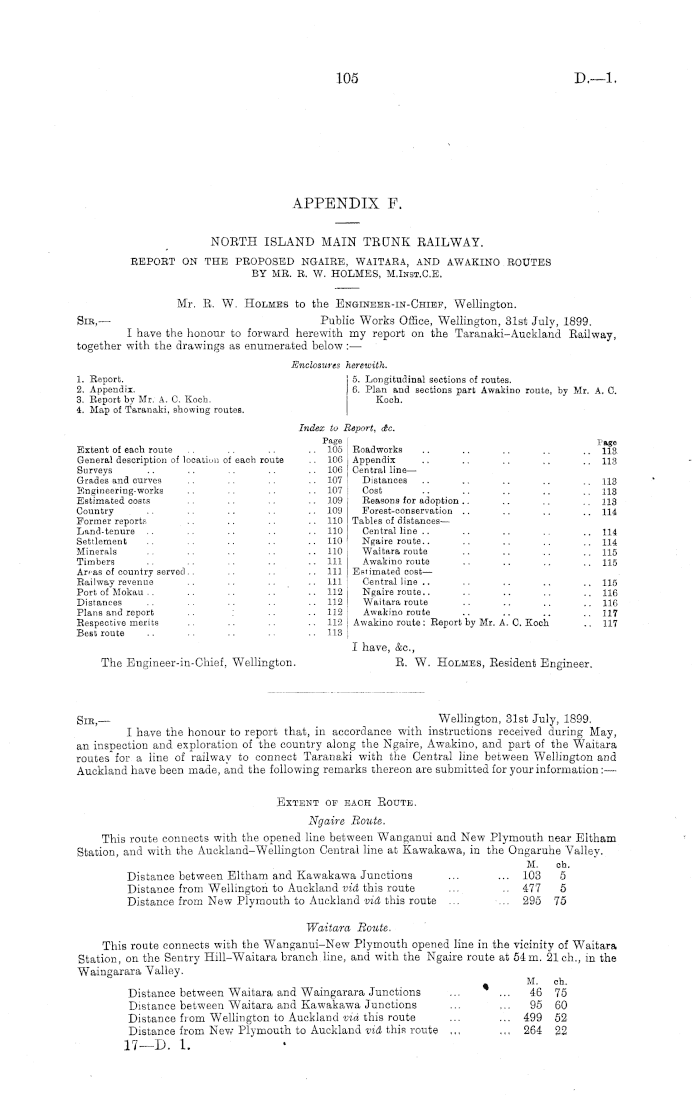 105
D.—1.
APPENDIX F.
NORTH ISLAND MAIN TRUNK RAILWAY.
REPORT ON THE PROPOSED NGAIRE, WAITARA, AND AWAKINO ROUTES
BY MR. R. W. HOLMES, M.INST.C.E.
Mr. R. W. HOLMES to the ENGINEER-IN-CHIEF, Wellington.
SIR,— Public Works Office, Wellington, 31st July, 1899.
I have the honour to forward herewith my report on the Taranaki–Auckland Railway,
together with the drawings as enumerated below :—
Enclosures herewith.
1. Report.
2. Appendix.
3. Report by Mr. A. C. Koch.
4. Map of Taranaki, showing routes.
5. Longitudinal sections of routes.
6. Plan and sections part Awakino route, by Mr. A. C.
Koch.
Index to Report, &c.
Page
Extent of each route .. .. .. .. 105
General description of location of each route .. 106
Surveys .. .. .. .. .. 106
Grades and curves .. .. .. .. 107
Engineering-works .. .. .. .. 107
Estimated costs .. .. .. .. 109
Country .. .. .. .. .. 109
Former reports .. .. .. .. 110
Land-tenure .. .. .. .. .. 110
Settlement .. .. .. .. .. 110
Minerals .. .. .. .. .. 110
Timbers .. .. .. .. .. 111
Areas of country served .. .. .. .. 111
Railway revenue .. .. .. .. 111
Port of Mokau .. .. .. .. .. 112
Distances .. .. .. .. .. 112
Plans and report .. .. .. .. 112
Respective merits .. .. .. .. 112
Best route .. .. .. .. .. 113
Page
Roadworks .. .. .. .. .. 113
Appendix .. .. .. .. .. 113
Central line—
Distances .. .. .. .. .. 113
Cost .. .. .. .. .. 113
Reasons for adoption .. .. .. .. 113
Forest-conservation .. .. .. .. 114
Tables of distances—
Central line .. .. .. .. .. 114
Ngaire route .. .. .. .. .. 114
Waitara route .. .. .. .. 115
Awakino route .. .. .. .. 115
Estimated cost—
Central line .. .. .. .. .. 115
Ngaire route .. .. .. .. .. 116
Waitara route .. .. .. .. 116
Awakino route .. .. .. .. 117
Awakino route: Report by Mr. A. C. Koch .. 117
I have, &c.,
The Engineer-in-Chief, Wellington. R. W. HOLMES, Resident Engineer.
SIR,— Wellington, 31st July, 1899.
I have the honour to report that, in accordance with instructions received during May,
an inspection and exploration of the country along the Ngaire, Awakino, and part of the Waitara
routes for a line of railway to connect Taranaki with the Central line between Wellington and
Auckland have been made, and the following remarks thereon are submitted for your information :—
EXTENT OF EACH ROUTE.
Ngaire Route.
This route connects with the opened line between Wanganui and New Plymouth near Eltham
Station, and with the Auckland–Wellington Central line at Kawakawa, in the Ongaruhe Valley.
M. ch.
Distance between Eltham and Kawakawa Junctions ... ... 103 5
Distance from Wellington to Auckland viâ this route ... .. 477 5
Distance from New Plymouth to Auckland viâ this route ... ... 295 75
Waitara Route.
This route connects with the Wanganui–New Plymouth opened line in the vicinity of Waitara
Station, on the Sentry Hill–Waitara branch line, and with the Ngaire route at 54 m. 21 ch., in the
Waingarara Valley.
M. ch.
Distance between Waitara and Waingarara Junctions ... ... 46 75
Distance between Waitara and Kawakawa Junctions ... ... 95 60
Distance from Wellington to Auckland viâ this route ... ... 499 52
Distance from New Plymouth to Auckland viâ this route ... ... 264 22
17—D. 1.